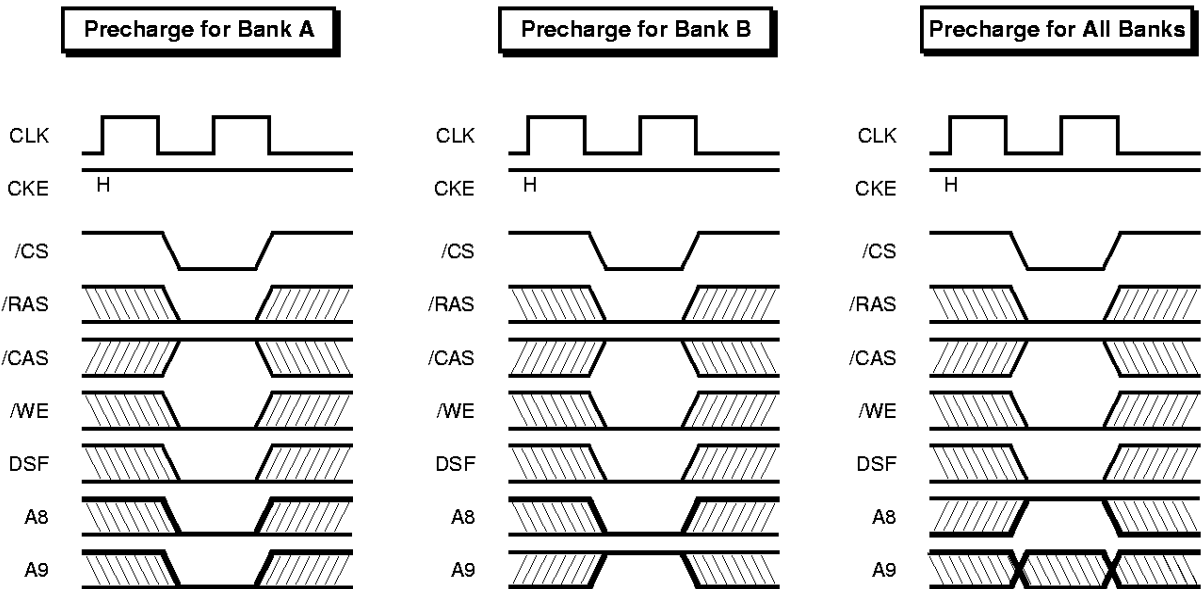 Precharge for Bank A
Precharge for Bank B
Precharge for All Banks
CLK
CLK
CLK
CKE
H
CKE
H
CKE
H
/CS
/CS
/CS
/RAS
/RAS
/RAS
/CAS
/CAS
/CAS
/WE
/WE
/WE
DSF
DSF
DSF
A8
A8
A8
A9
A9
A9